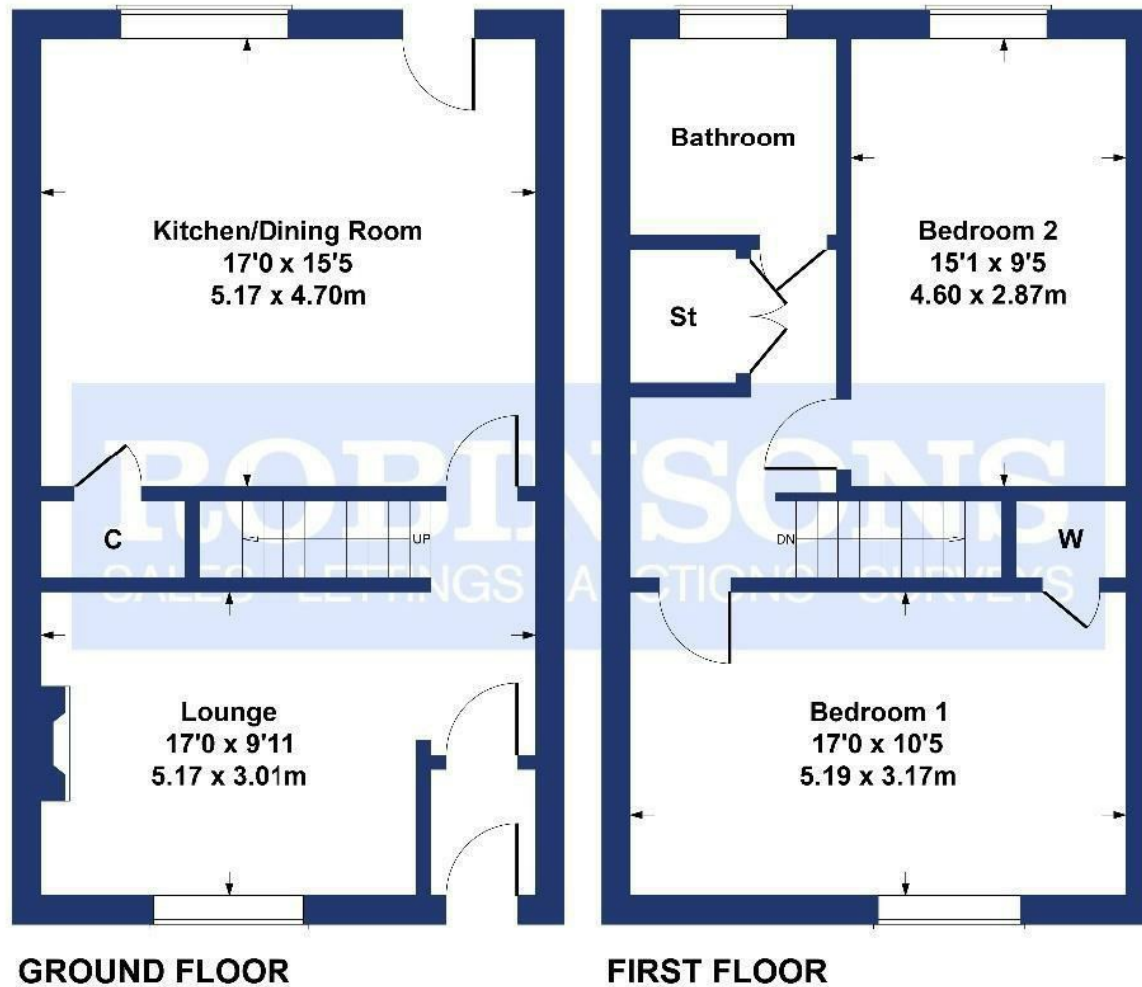 Kitchen/Dining Room
17'0 x 15'5
5.17 x 4.70m
C
UP
Lounge
17'0 x 9'11
5.17 x 3.01m
GROUND FLOOR
Bathroom
Bedroom 2
15'1 x 9'5
4.60 x 2.87m
St
DN
W
Bedroom 1
17'0 x 10'5
5.19 x 3.17m
FIRST FLOOR
ROBINSONS
SALES LETTINGS AUCTIONS SURVEYS